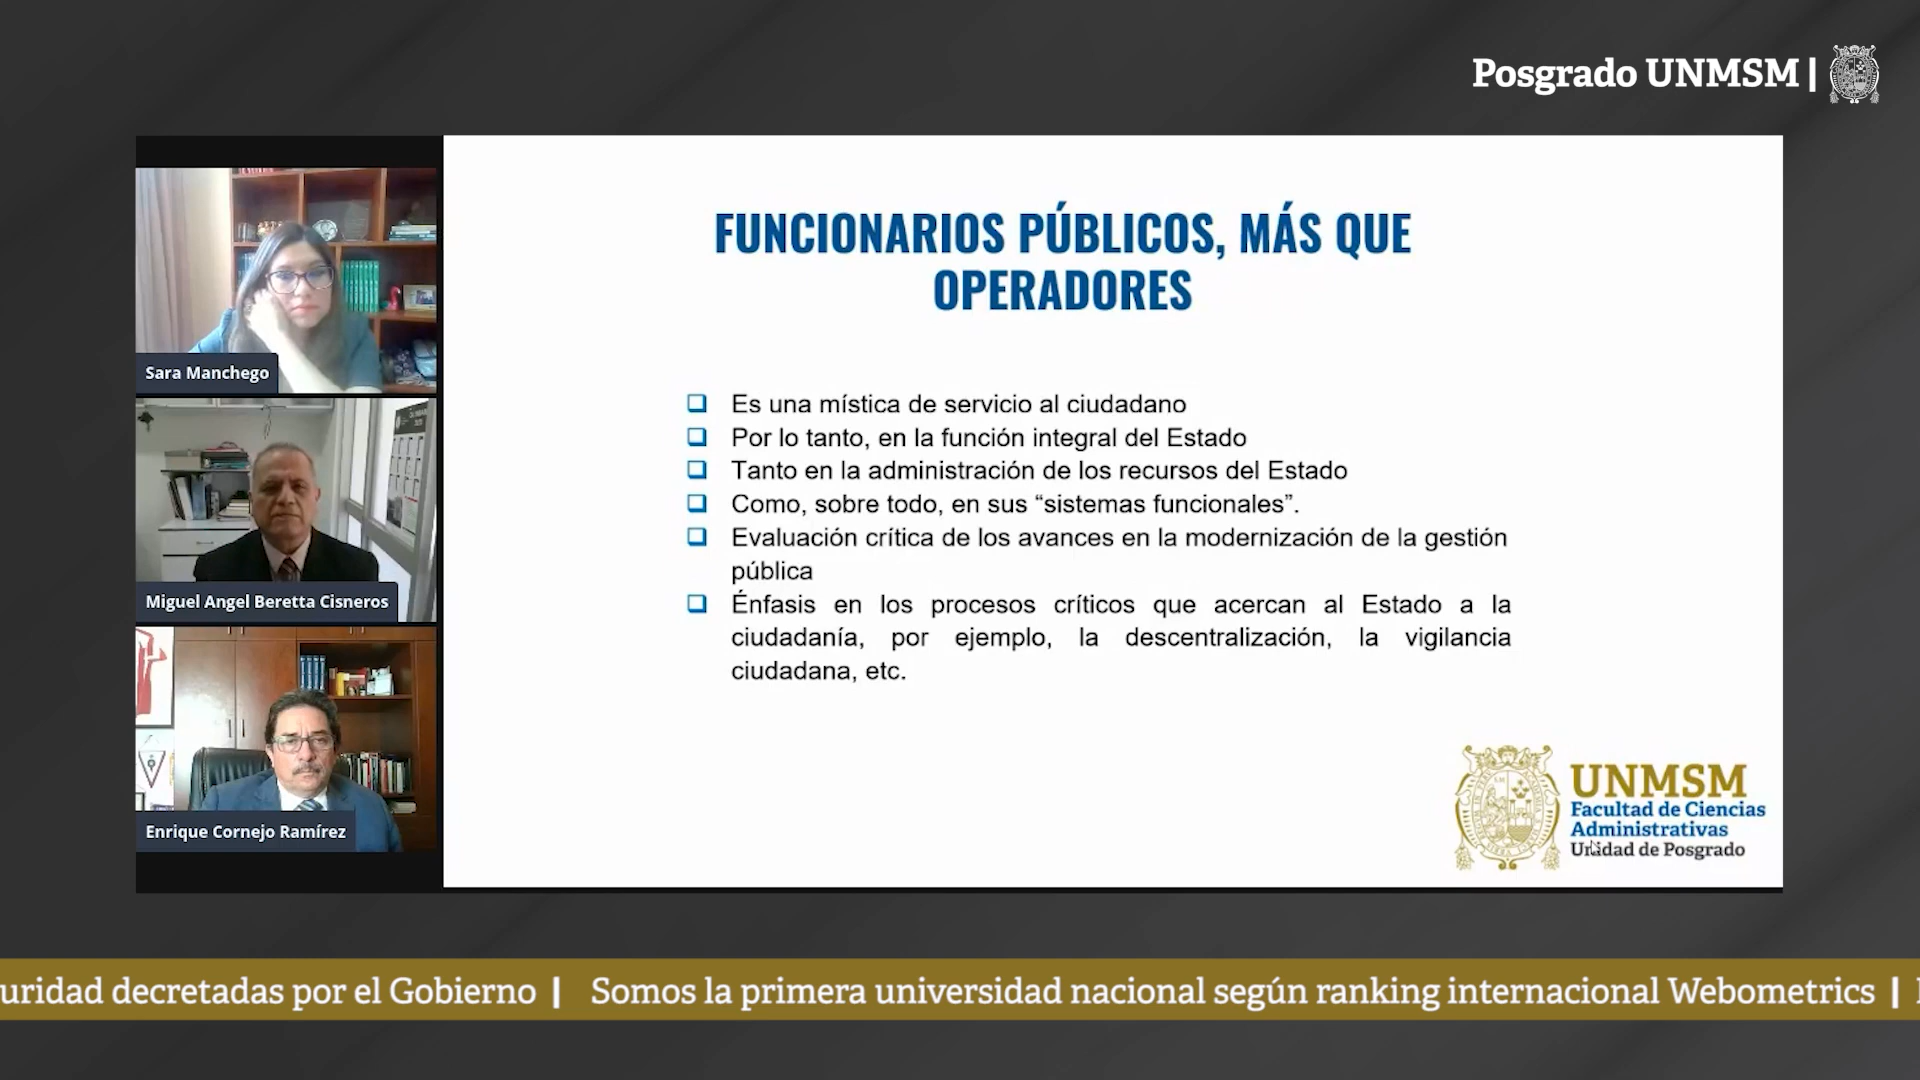 Posgrado UNMSM |
FUNCIONARIOS PÚBLICOS, MÁS QUE
OPERADORES
Es una mística de servicio al ciudadano
Por lo tanto, en la función integral del Estado
Tanto en la administración de los recursos del Estado
Como, sobre todo, en sus “sistemas funcionales”.
Evaluación crítica de los avances en la modernización de la gestión
pública
Énfasis en los procesos críticos que acercan al Estado a la
ciudadanía, por ejemplo, la descentralización, la vigilancia
ciudadana, etc.
Sara Manchego
Miguel Angel Beretta Cisneros
Enrique Cornejo Ramírez
UNMSM
Facultad de Ciencias
Administrativas
Unidad de Posgrado
uridad decretadas por el Gobierno | Somos la primera universidad nacional según ranking internacional Webometrics |